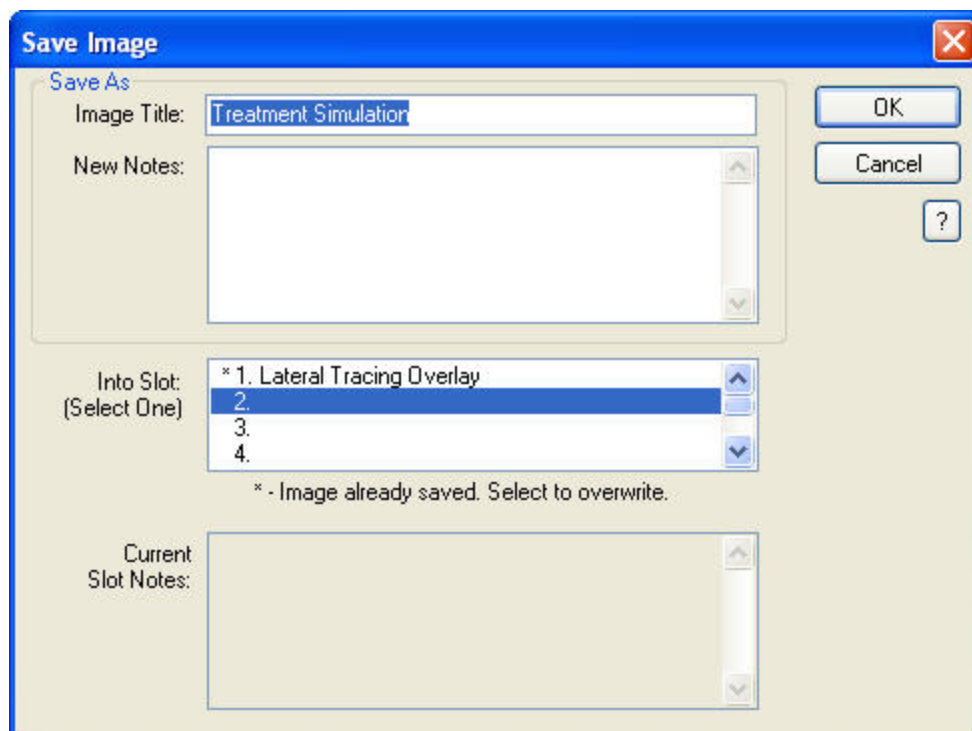 Save Image
Save As
Image Title: Treatment Simulation
OK
New Notes:
Cancel
?
Into Slot:
(Select One)
* 1. Lateral Tracing Overlay
2.
3.
4.
* - Image already saved. Select to overwrite.
Current
Slot Notes: